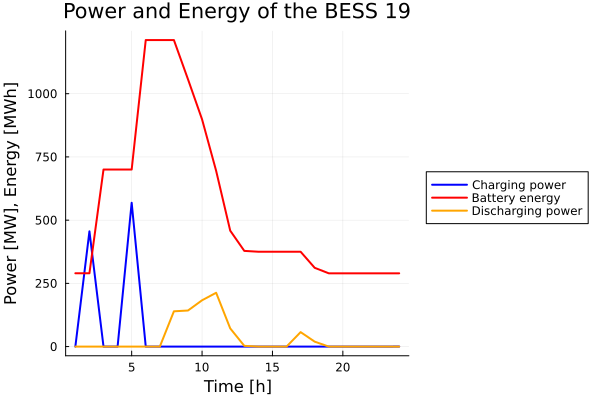 Power and Energy of the BESS 19
Power [MW], Energy [MWh]
1000
750
500
250
0
5
10
15
20
Time [h]
Charging power
Battery energy
Discharging power